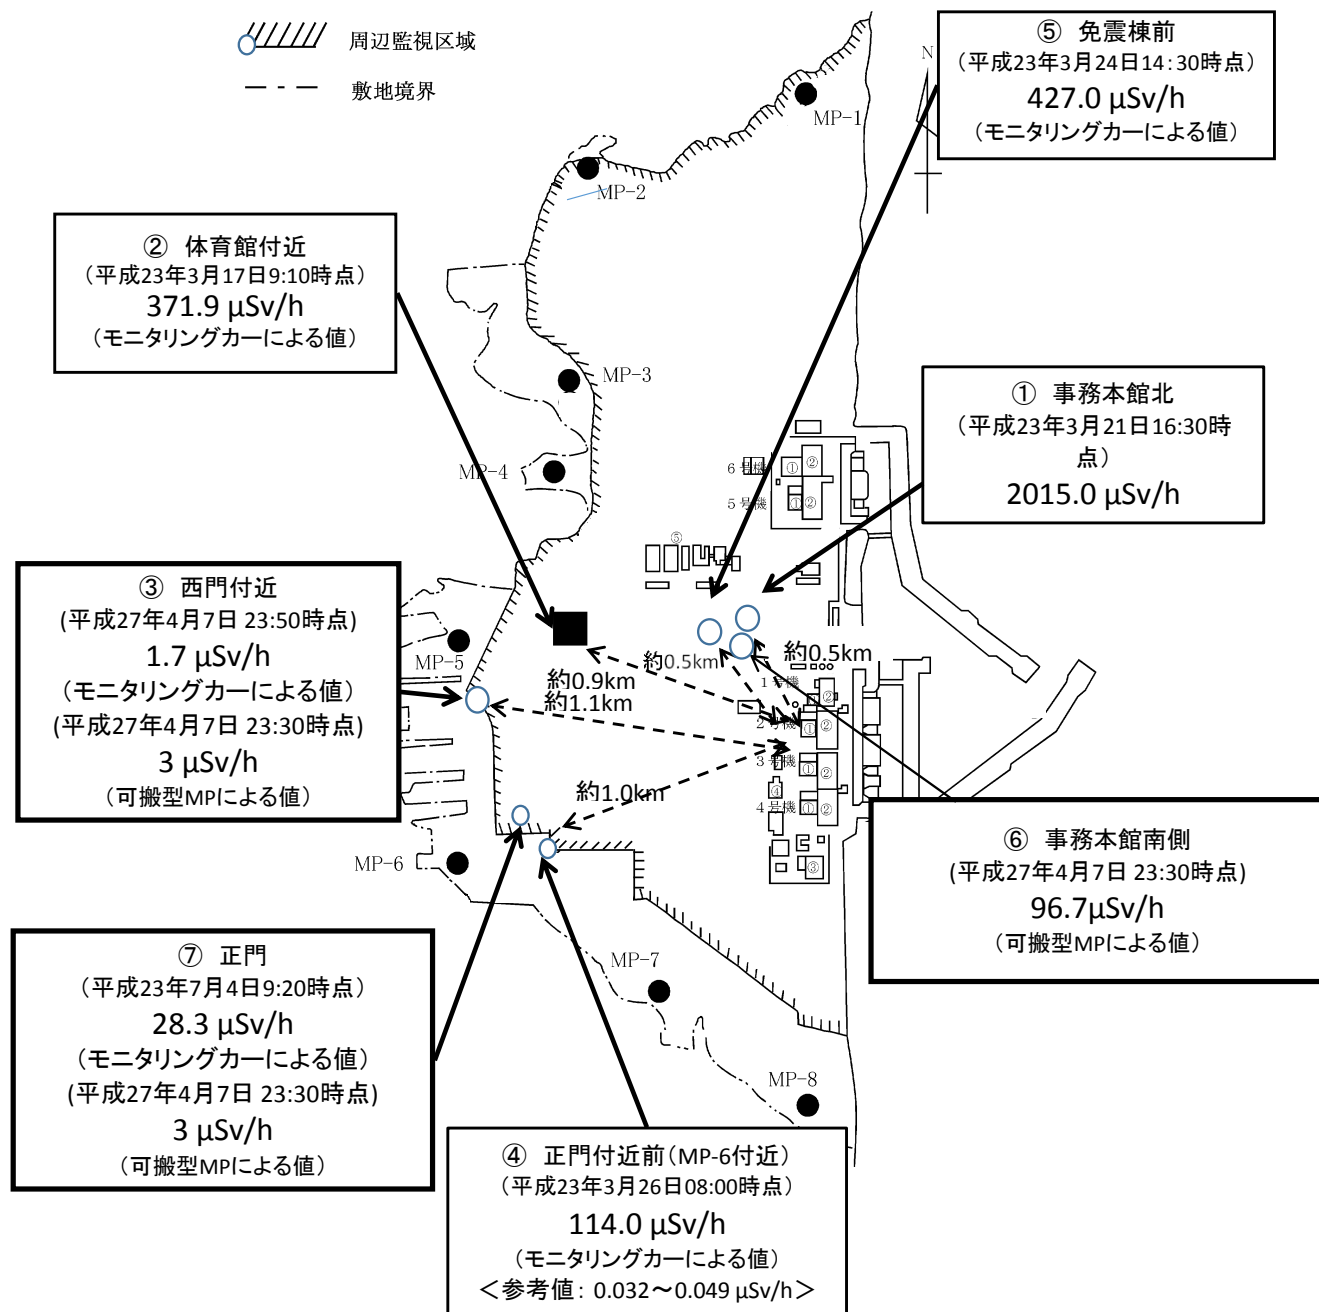 周辺監視区域
敷地境界
⑤ 免震棟前
(平成23年3月24日14:30時点)
427.0 µSv/h
(モニタリングカーによる値)
N
MP-1
MP-2
② 体育館付近
(平成23年3月17日9:10時点)
371.9 µSv/h
(モニタリングカーによる値)
MP-3
MP-4
① 事務本館北
(平成23年3月21日16:30時
点)
2015.0 µSv/h
6号機
①
②
5号機
①
②
⑤
③ 西門付近
(平成27年4月7日 23:50時点)
1.7 µSv/h
(モニタリングカーによる値)
(平成27年4月7日 23:30時点)
3 µSv/h
(可搬型MPによる値)
MP-5
約0.9km
約1.1km
約0.5km
約0.5km
1号機
②
2号機
①
②
3号機
①
②
④
4号機
①
②
③
約1.0km
MP-6
⑥ 事務本館南側
(平成27年4月7日 23:30時点)
96.7µSv/h
(可搬型MPによる値)
⑦ 正門
(平成23年7月4日9:20時点)
28.3 µSv/h
(モニタリングカーによる値)
(平成27年4月7日 23:30時点)
3 µSv/h
(可搬型MPによる値)
MP-7
MP-8
④ 正門付近前(MP-6付近)
(平成23年3月26日08:00時点)
114.0 µSv/h
(モニタリングカーによる値)
<参考値: 0.032～0.049 µSv/h>